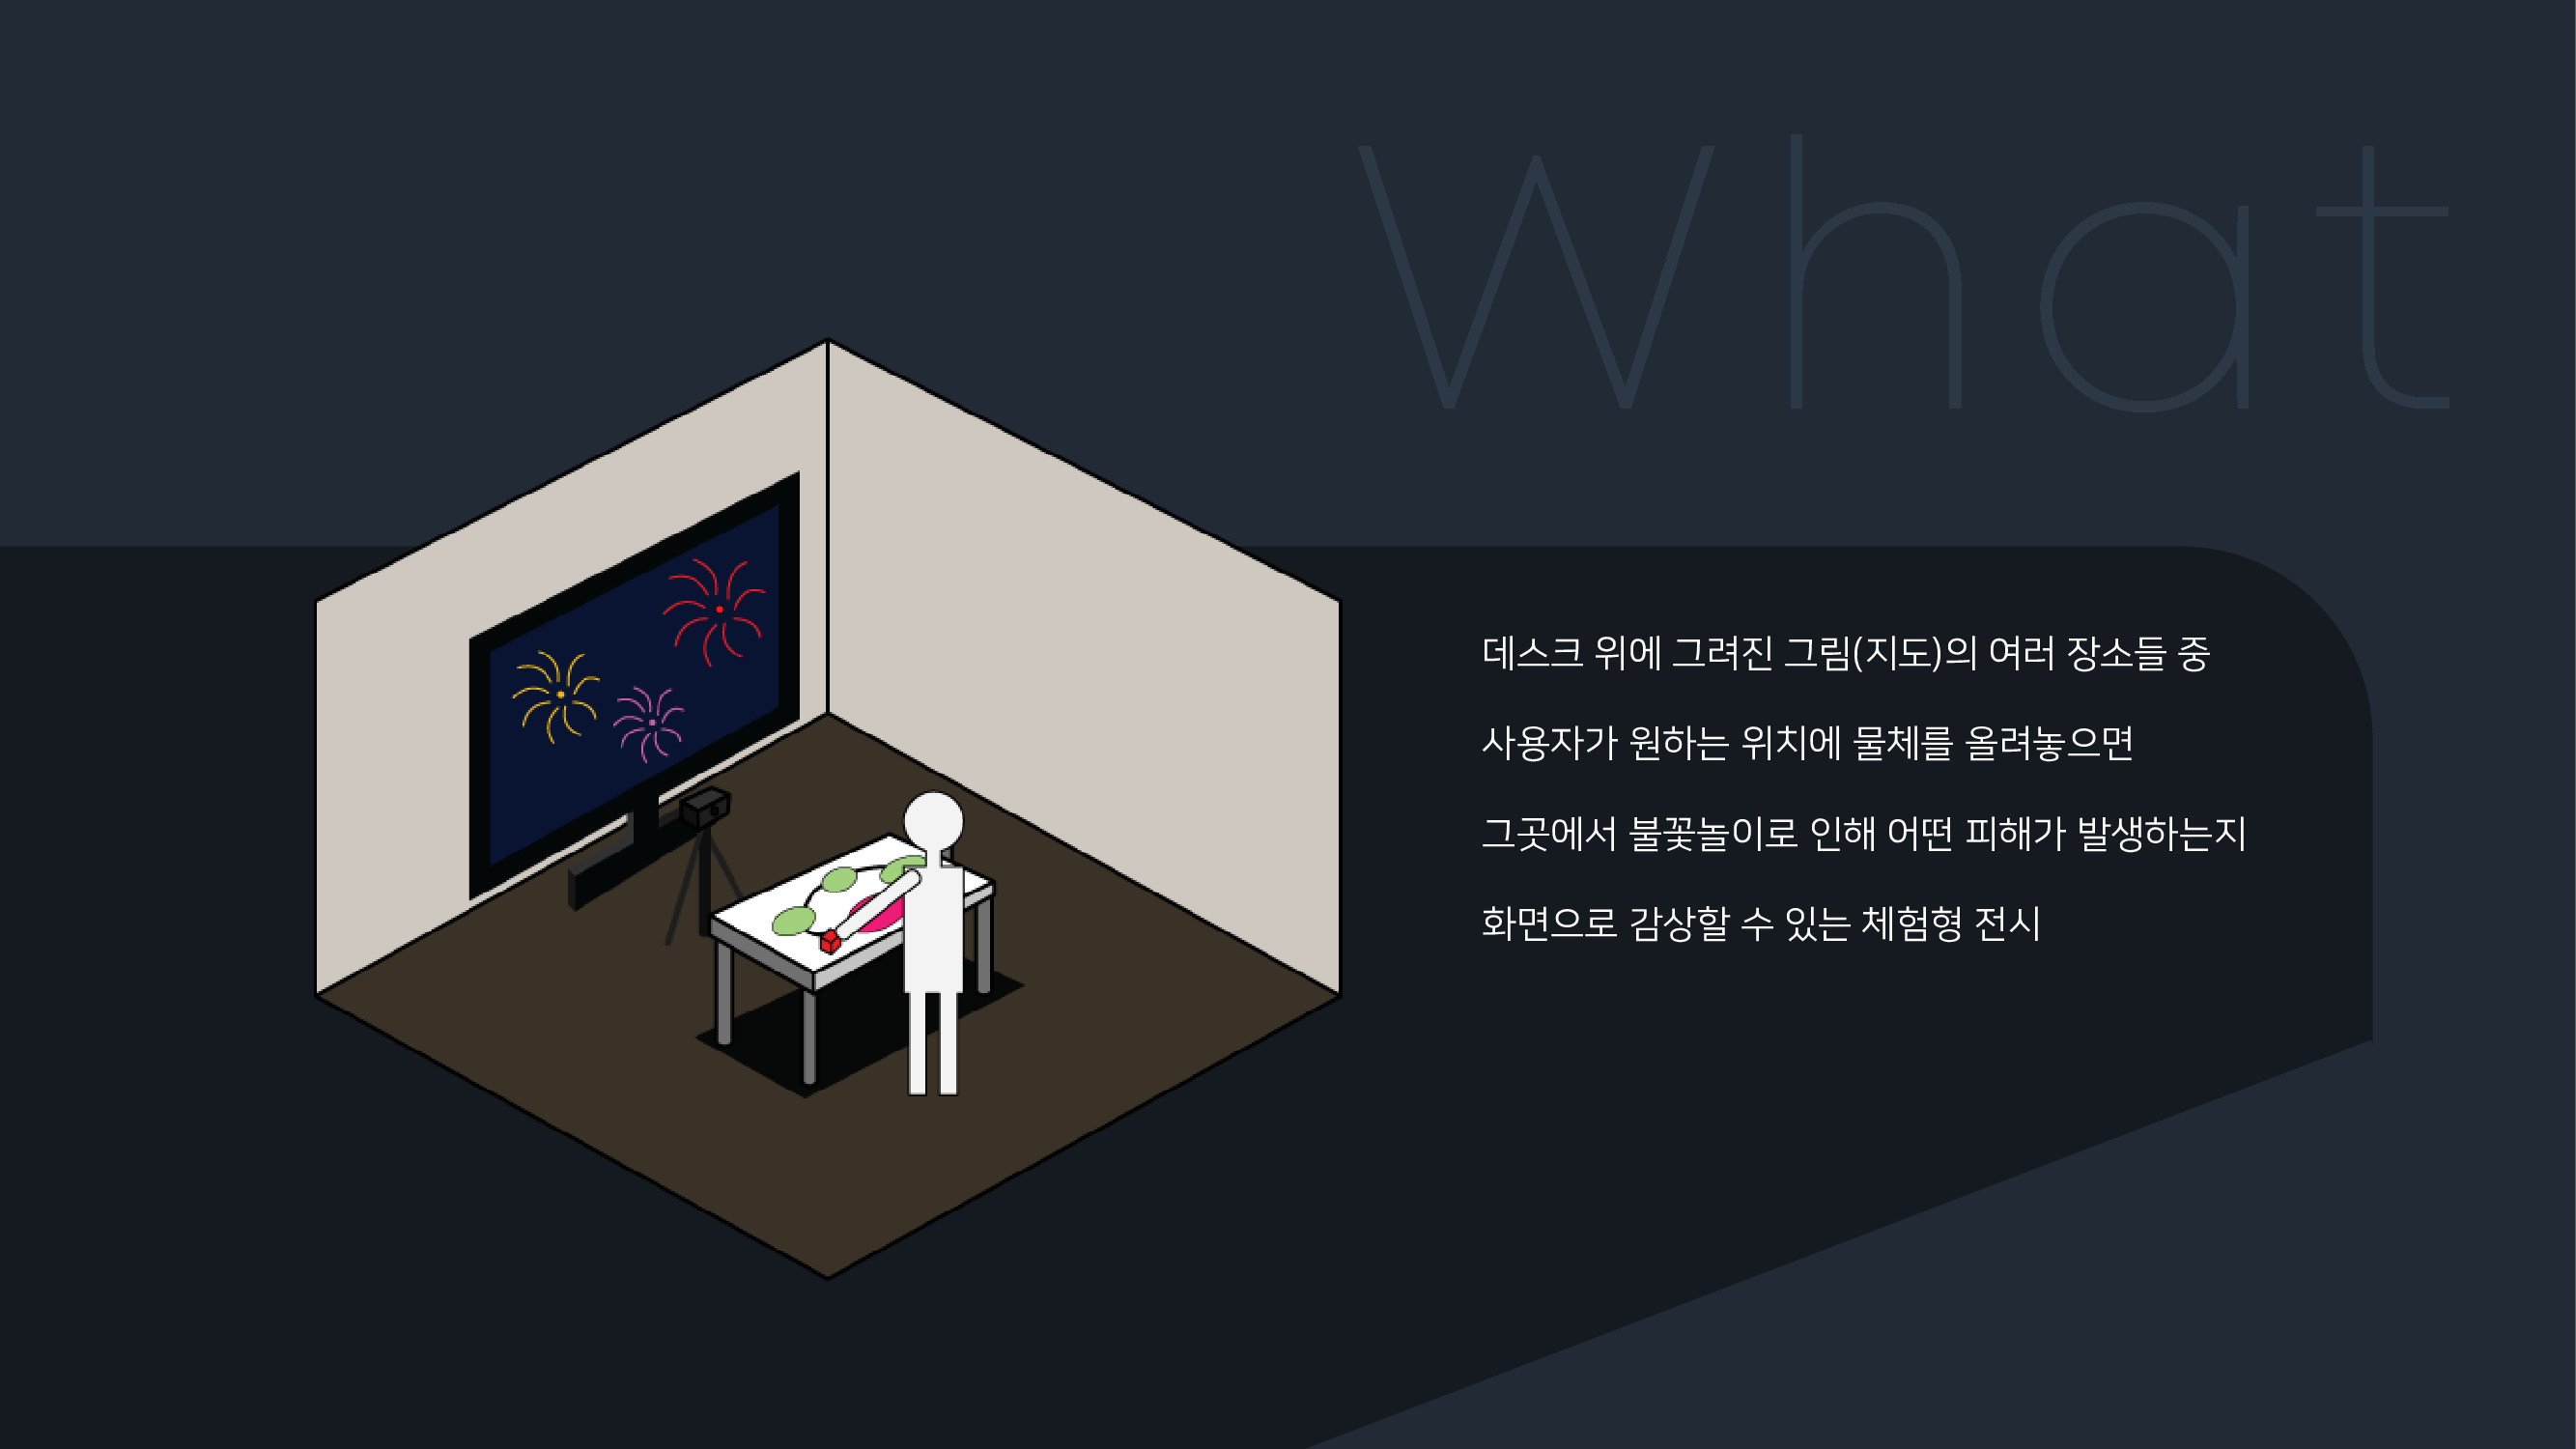 What
데스크 위에 그려진 그림(지도)의 여러 장소들 중
사용자가 원하는 위치에 물체를 올려놓으면
그곳에서 불꽃놀이로 인해 어떤 피해가 발생하는지
화면으로 감상할 수 있는 체험형 전시